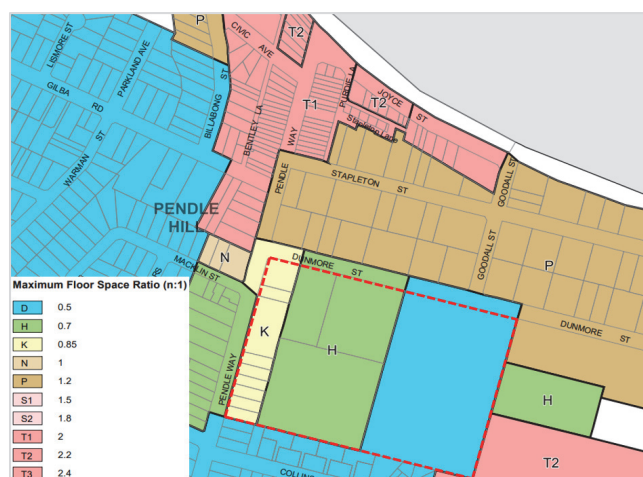 LISMORE ST
PARKLAND AVE
P
CIVIC AVE
T2
GILBA RD
BILLABONG ST
BENTLEY LA
T1
WAY
PURDIE LA
T2
JOYCE ST
Stapleton Lane
WARMAN ST
PENDLE
STAPLETON ST
GOODALL ST
PENDLE HILL
GOODALL ST
P
N
MACKLIN ST
DUNMORE ST
K
H
DUNMORE ST
PENDLE WAY
H
T2
Maximum Floor Space Ratio (n:1)
D 0.5
H 0.7
K 0.85
N 1
P 1.2
S1 1.5
S2 1.8
T1 2
T2 2.2
T3 2.4